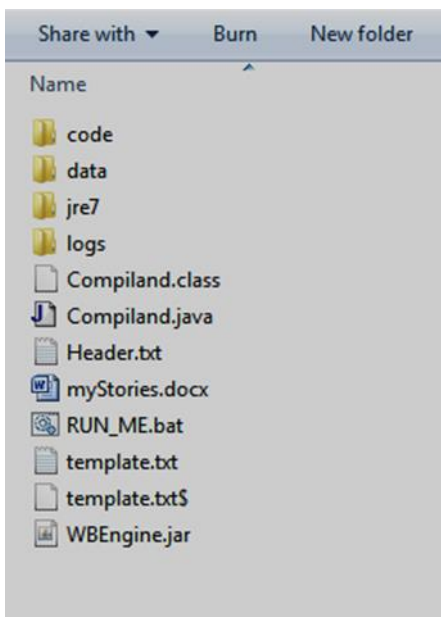 Share with Burn New folder
Name
code
data
jre7
logs
Compiland.class
Compiland.java
Header.txt
myStories.docx
RUN_ME.bat
template.txt
template.txt$
WBEngine.jar